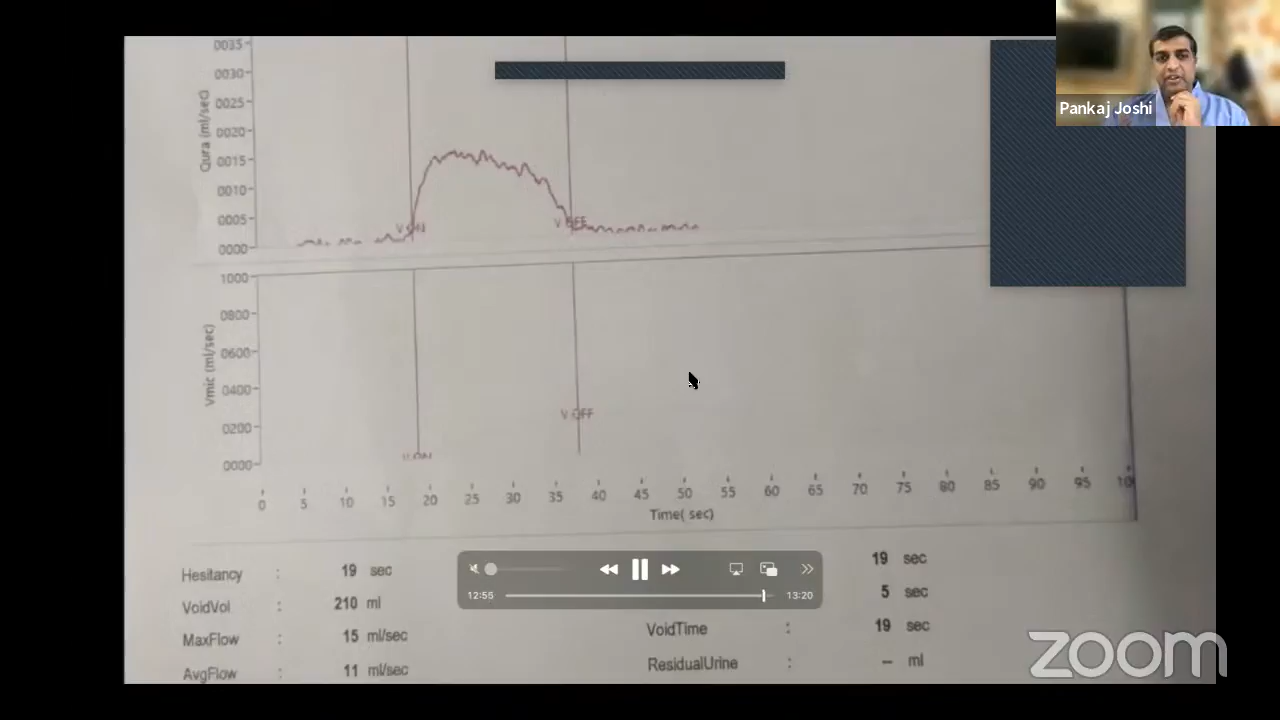 Pankaj Joshi
Qura (ml/sec)
0035
0030
0025
0020
0015
0010
0005
0000
V OFF
1000
0800
0600
0400
0200
0000
Vmic (ml/sec)
V OFF
0 5 10 15 20 25 30 35 40 45 50 55 60 65 70 75 80 85 90 95 10
Time( sec)
Hesitancy : 19 sec
19 sec
VoidVol : 210 ml
5 sec
MaxFlow : 15 ml/sec
VoidTime : 19 sec
AvgFlow : 11 ml/sec
ResidualUrine : -- ml
12:55
13:20
zoom